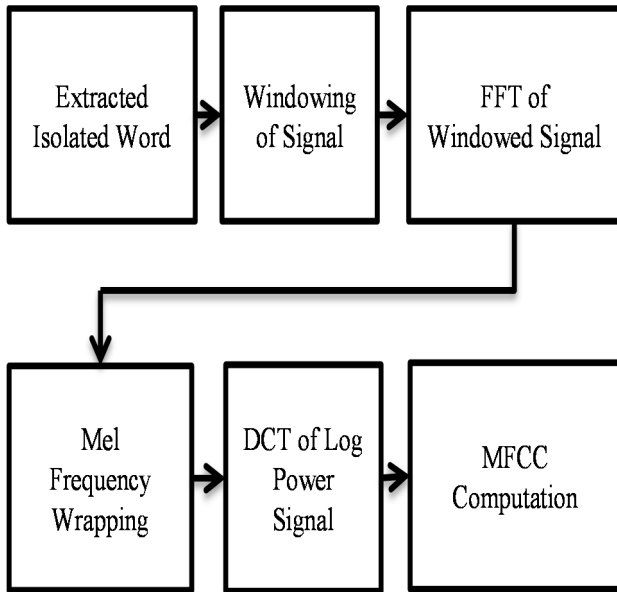 Extracted
Isolated Word
Windowing
of Signal
FFT of
Windowed Signal
Mel
Frequency
Wrapping
DCT of Log
Power
Signal
MFCC
Computation